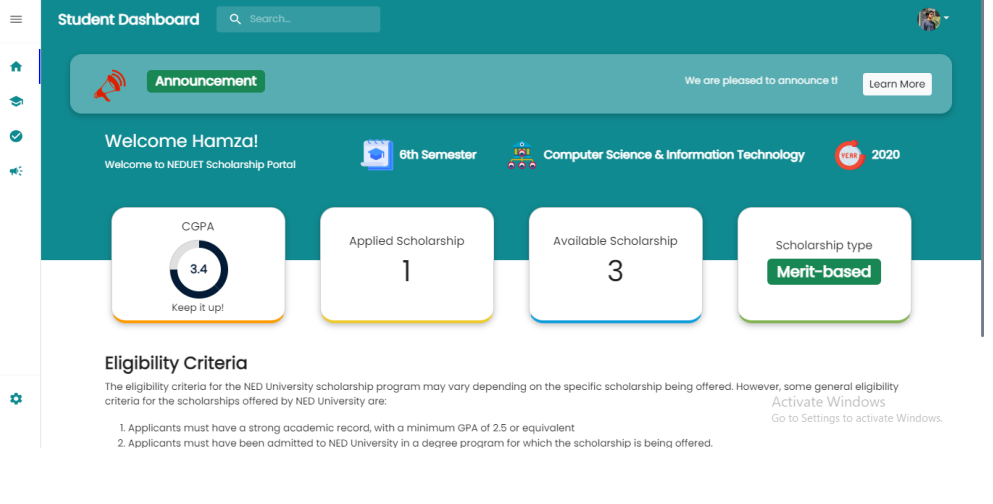 Student Dashboard
Search...
Announcement
We are pleased to announce
Learn More
Welcome Hamza!
Welcome to NEDUET Scholarship Portal
6th Semester
Computer Science & Information Technology
YEAR
2020
CGPA
3.4
Keep it up!
Applied Scholarship
1
Available Scholarship
3
Scholarship type
Merit-based
Eligibility Criteria
The eligibility criteria for the NED University scholarship program may vary depending on the specific scholarship being offered. However, some general eligibility
criteria for the scholarships offered by NED University are:
1. Applicants must have a strong academic record, with a minimum GPA of 2.5 or equivalent
2. Applicants must have been admitted to NED University in a degree program for which the scholarship is being offered.
Activate Windows
Go to Settings to activate Windows.